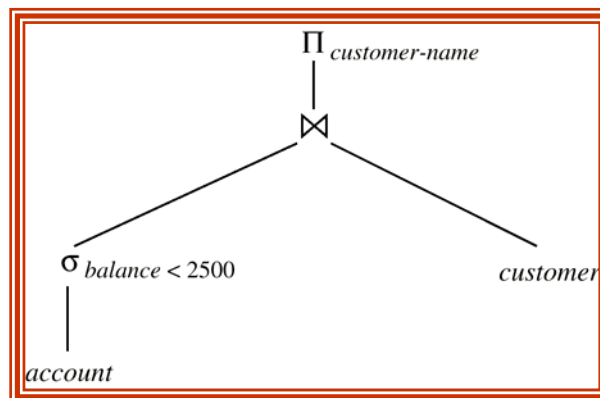 Π customer-name
⋈
σ balance < 2500
customer
account